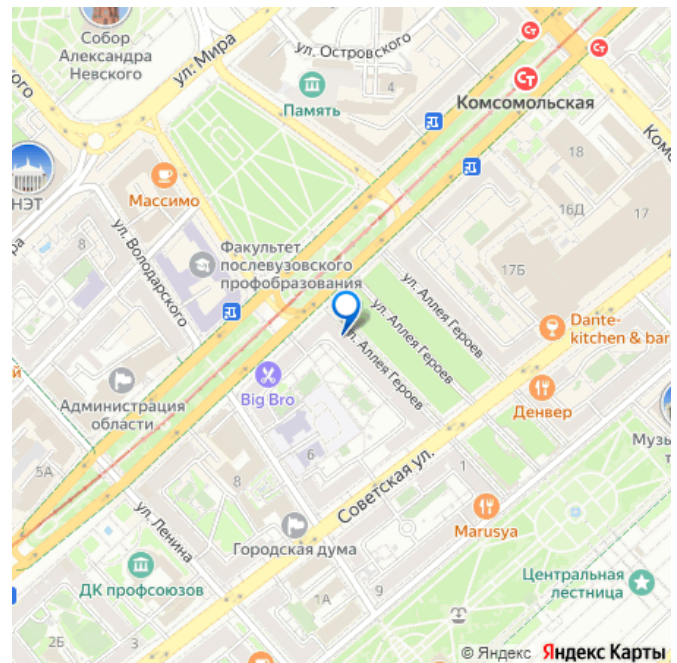 Собор
Александра
Невского
ул. Мира
ул. Островского
4
Память
Ст
Ст
Ст
Комсомольская
18
16Д
17
17Б
НЭТ
Массимо
8
ул. Володарского
Факультет
послевузовского
профобразования
ул. Аллея Героев
ул. Аллея Героев
ул. Аллея Героев
Dante-
kitchen & bar
Денвер
Big Bro
Администрация
области
5А
6
8
1
Советская ул.
Marusya
ул. Ленина
Городская дума
ДК профсоюзов
1А
9
2Б
3
Центральная
лестница
© Яндекс Яндекс Карты